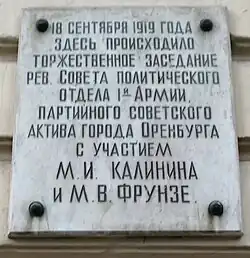 18 СЕНТЯБРЯ 1919 ГОДА
ЗДЕСЬ ПРОИСХОДИЛО
ТОРЖЕСТВЕННОЕ ЗАСЕДАНИЕ
РЕВ. СОВЕТА ПОЛИТИЧЕСКОГО
ОТДЕЛА 1й АРМИИ,
ПАРТИЙНОГО СОВЕТСКОГО
АКТИВА ГОРОДА ОРЕНБУРГА
С УЧАСТИЕМ
М. И. КАЛИНИНА
И М. В. ФРУНЗЕ.